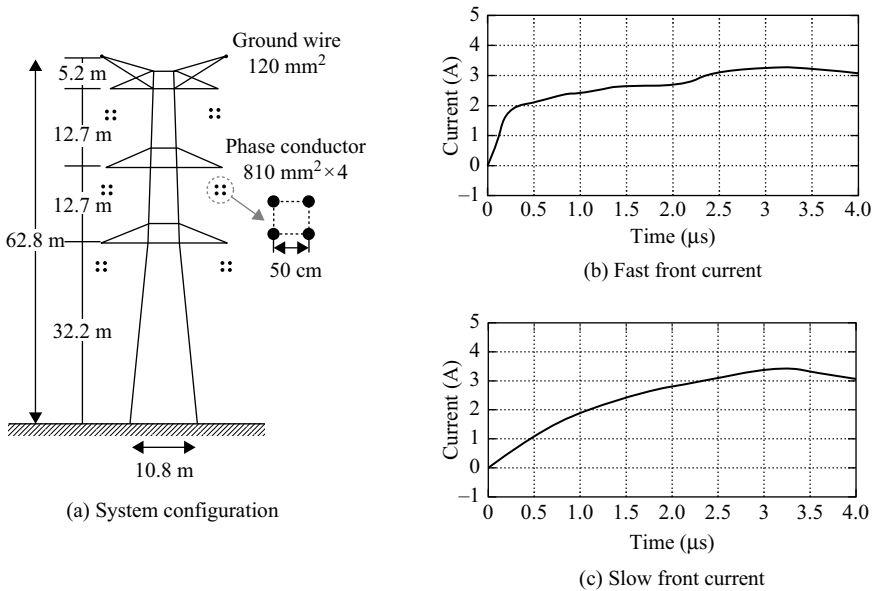 Ground wire
120 mm²
5.2 m
12.7 m
Phase conductor
810 mm²×4
12.7 m
62.8 m
50 cm
32.2 m
10.8 m
(a) System configuration
Current (A)
5
4
3
2
1
0
−1
0 0.5 1.0 1.5 2.0 2.5 3 3.5 4.0
Time (μs)
(b) Fast front current
Current (A)
5
4
3
2
1
0
−1
0 0.5 1.0 1.5 2.0 2.5 3 3.5 4.0
Time (μs)
(c) Slow front current